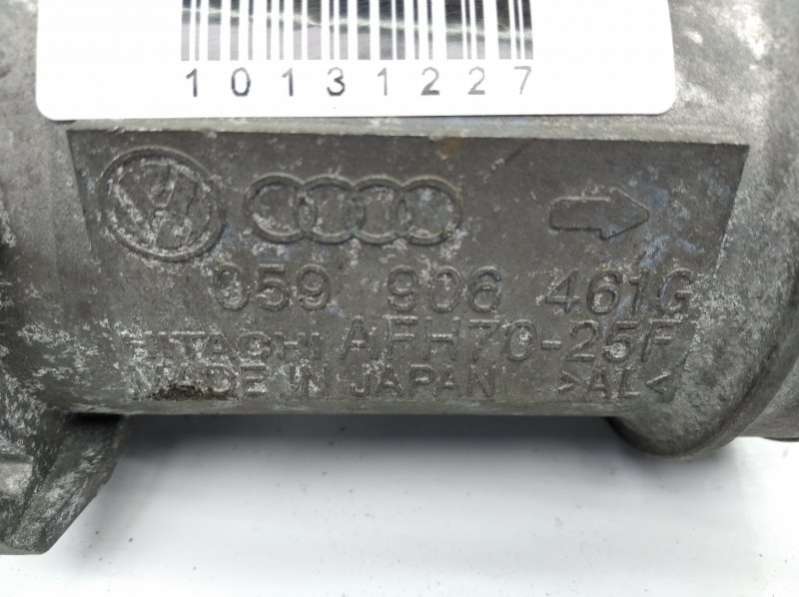 10131227
059 906 461G
HITACHI AFH70-25F
MADE IN JAPAN >AL<